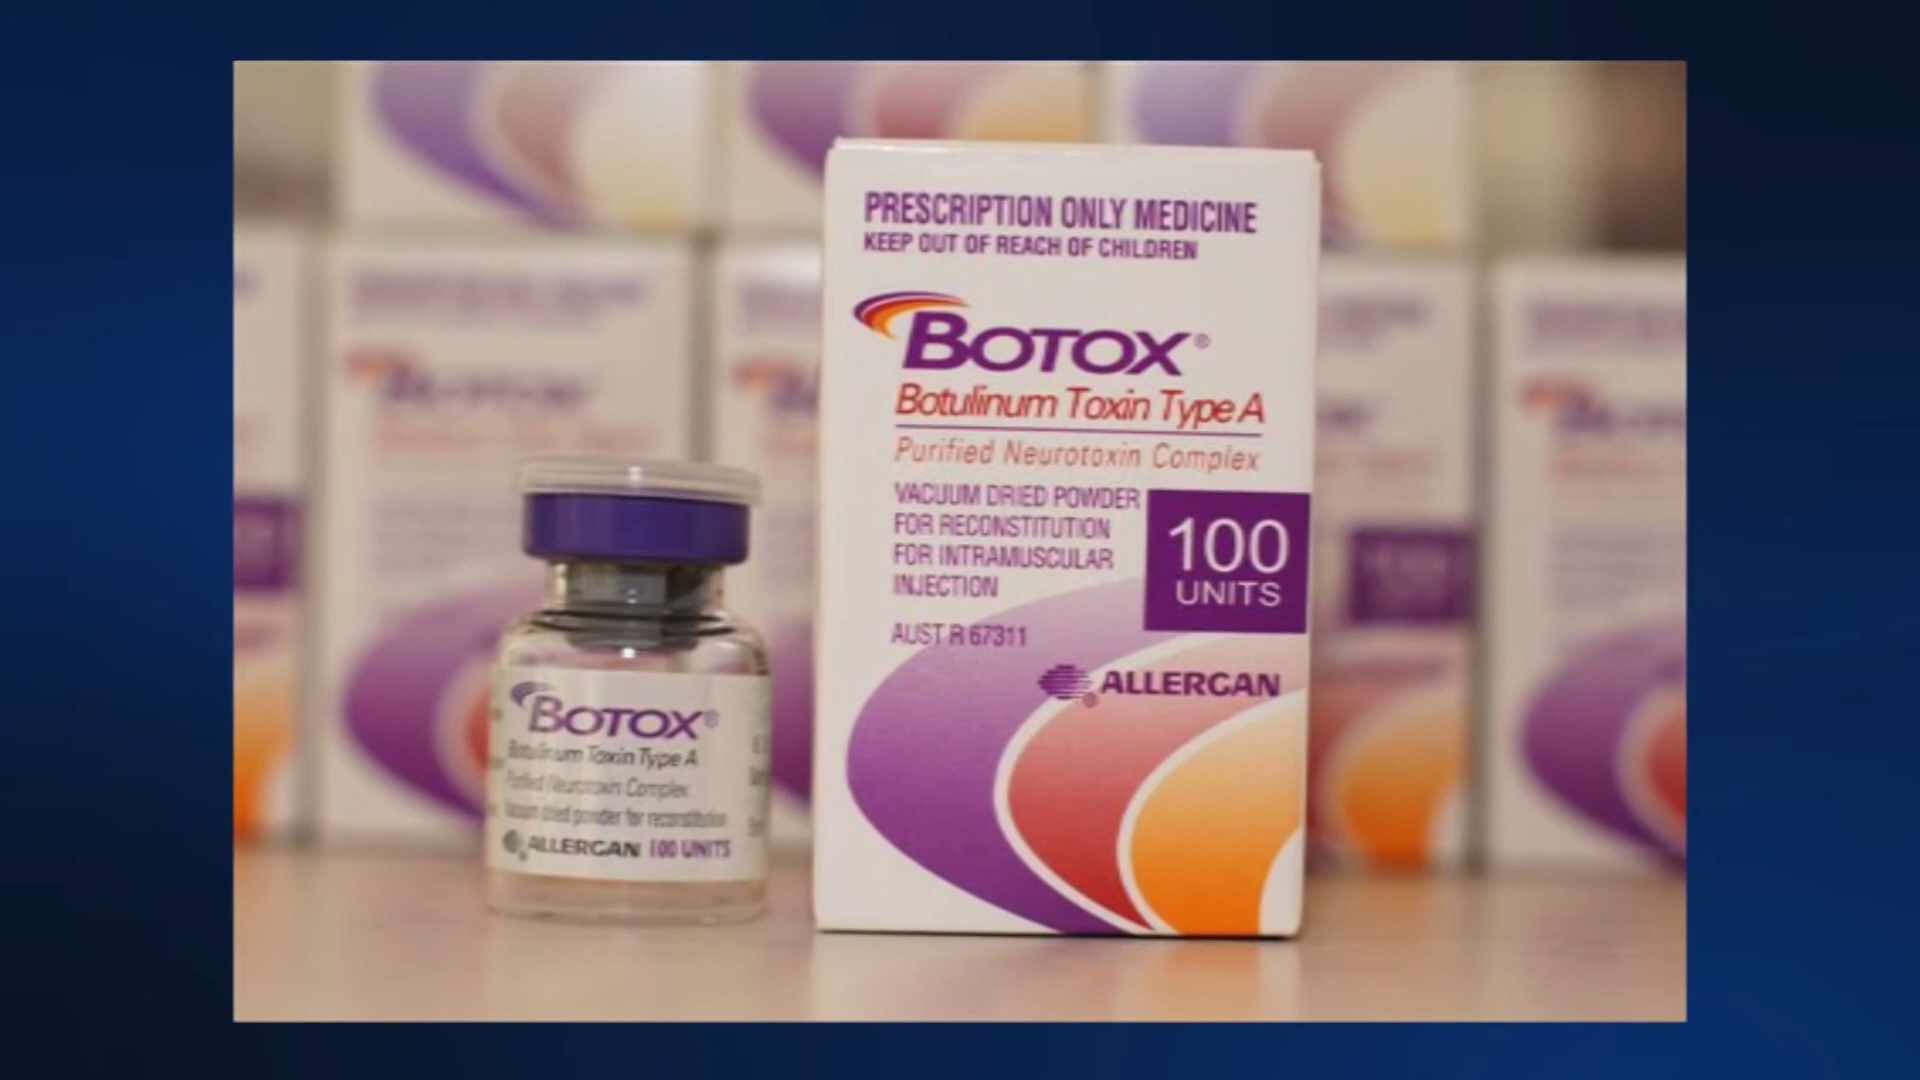 PRESCRIPTION ONLY MEDICINE
KEEP OUT OF REACH OF CHILDREN
BOTOX®
Botulinum Toxin Type A
Purified Neurotoxin Complex
VACUUM DRIED POWDER
FOR RECONSTITUTION
FOR INTRAMUSCULAR
INJECTION
100
UNITS
AUST R 67311
ALLERGAN
BOTOX®
Botulinum Toxin Type A
Purified Neurotoxin Complex
Vacuum dried powder for reconstitution
ALLERGAN 100 UNITS